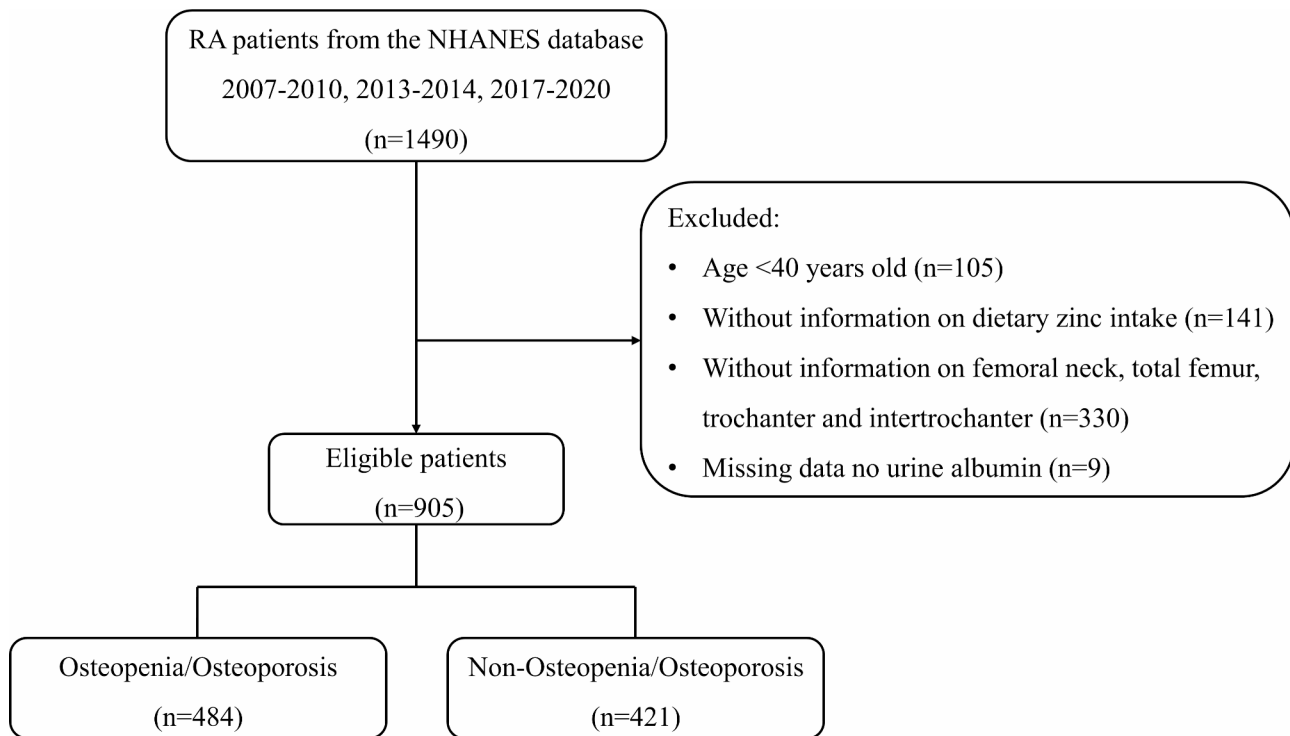 RA patients from the NHANES database
2007-2010, 2013-2014, 2017-2020
(n=1490)
Excluded:
• Age <40 years old (n=105)
• Without information on dietary zinc intake (n=141)
• Without information on femoral neck, total femur,
trochanter and intertrochanter (n=330)
• Missing data no urine albumin (n=9)
Eligible patients
(n=905)
Osteopenia/Osteoporosis
(n=484)
Non-Osteopenia/Osteoporosis
(n=421)